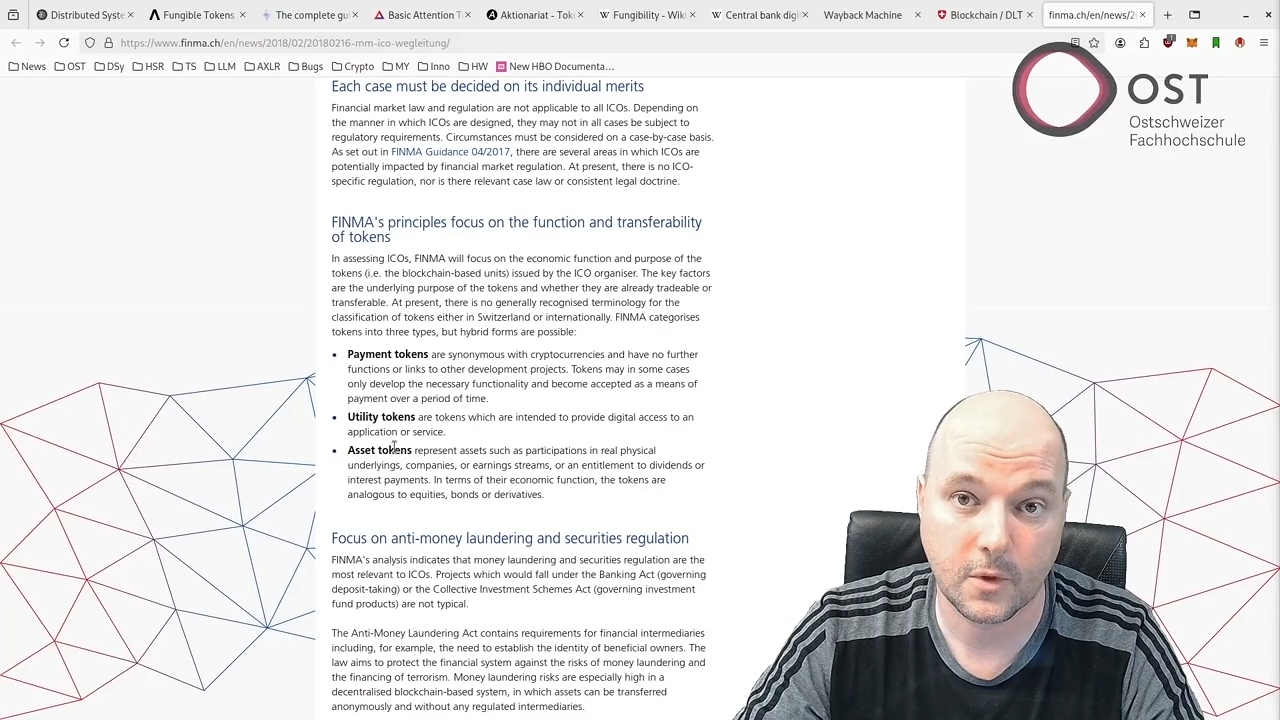 Distributed Syste
Fungible Tokens
The complete gu
Basic Attention T
Aktionariat - Tok
Fungibility - Wiki
Central bank digi
Wayback Machine
Blockchain / DLT
finma.ch/en/news/2
https://www.finma.ch/en/news/2018/02/20180216-mm-ico-wegleitung/
News OST DSy HSR TS LLM AXLR Bugs Crypto MY Inno HW New HBO Documenta...
OST
Ostschweizer
Fachhochschule
Each case must be decided on its individual merits
Financial market law and regulation are not applicable to all ICOs. Depending on
the manner in which ICOs are designed, they may not in all cases be subject to
regulatory requirements. Circumstances must be considered on a case-by-case basis.
As set out in FINMA Guidance 04/2017, there are several areas in which ICOs are
potentially impacted by financial market regulation. At present, there is no ICO-
specific regulation, nor is there relevant case law or consistent legal doctrine.
FINMA's principles focus on the function and transferability
of tokens
In assessing ICOs, FINMA will focus on the economic function and purpose of the
tokens (i.e. the blockchain-based units) issued by the ICO organiser. The key factors
are the underlying purpose of the tokens and whether they are already tradeable or
transferable. At present, there is no generally recognised terminology for the
classification of tokens either in Switzerland or internationally. FINMA categorises
tokens into three types, but hybrid forms are possible:
• Payment tokens are synonymous with cryptocurrencies and have no further
functions or links to other development projects. Tokens may in some cases
only develop the necessary functionality and become accepted as a means of
payment over a period of time.
• Utility tokens are tokens which are intended to provide digital access to an
application or service.
• Asset tokens represent assets such as participations in real physical
underlyings, companies, or earnings streams, or an entitlement to dividends or
interest payments. In terms of their economic function, the tokens are
analogous to equities, bonds or derivatives.
Focus on anti-money laundering and securities regulation
FINMA's analysis indicates that money laundering and securities regulation are the
most relevant to ICOs. Projects which would fall under the Banking Act (governing
deposit-taking) or the Collective Investment Schemes Act (governing investment
fund products) are not typical.
The Anti-Money Laundering Act contains requirements for financial intermediaries
including, for example, the need to establish the identity of beneficial owners. The
law aims to protect the financial system against the risks of money laundering and
the financing of terrorism. Money laundering risks are especially high in a
decentralised blockchain-based system, in which assets can be transferred
anonymously and without any regulated intermediaries.